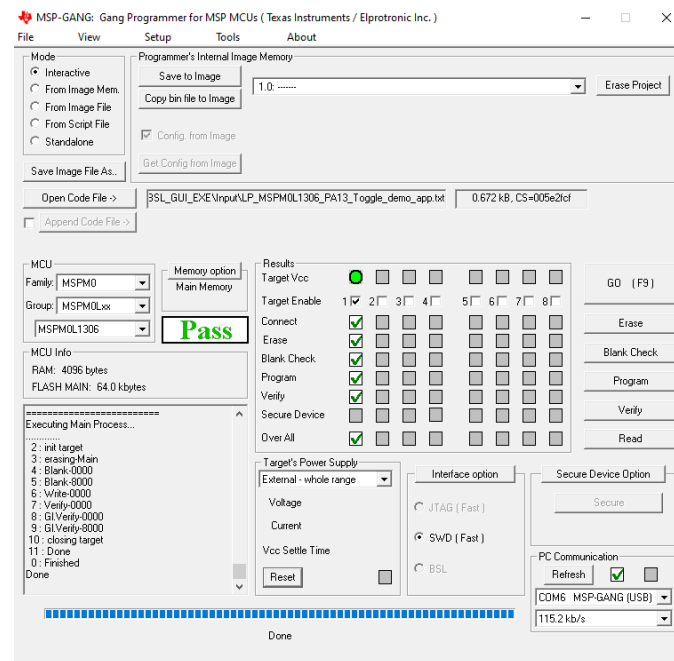 MSP-GANG: Gang Programmer for MSP MCUs ( Texas Instruments / Elprotronic Inc. )
File View Setup Tools About
Mode
Interactive
From Image Mem.
From Image File
From Script File
Standalone
Save Image File As..
Programmer's Internal Image Memory
Save to Image
Copy bin file to Image
1.0: -------
Erase Project
Config. from Image
Get Config from Image
Open Code File ->
BSL_GUI_EXE\Input\LP_MSPM0L1306_PA13_Toggle_demo_app.txt
0.672 kB, CS=005e2fcf
Append Code File ->
MCU
Family: MSPM0
Group: MSPM0Lxx
MSPM0L1306
Memory option
Main Memory
Pass
MCU Info
RAM: 4096 bytes
FLASH MAIN: 64.0 kbytes
Results
Target Vcc
Target Enable 1 2 3 4 5 6 7 8
Connect
Erase
Blank Check
Program
Verify
Secure Device
Over All
GO (F9)
Erase
Blank Check
Program
Verify
Read
==========================
Executing Main Process...
.............
2 : init target
3 : erasing-Main
4 : Blank-0000
5 : Blank-8000
6 : Write-0000
7 : Verify-0000
8 : Gl.Verify-0000
9 : Gl.Verify-8000
10 : closing target
11 : Done
0 : Finished
Done
Target's Power Supply
External - whole range
Voltage
Current
Vcc Settle Time
Reset
Interface option
JTAG ( Fast )
SWD ( Fast )
BSL
Secure Device Option
Secure
PC Communication
Refresh
COM6 MSP-GANG (USB)
115.2 kb/s
Done